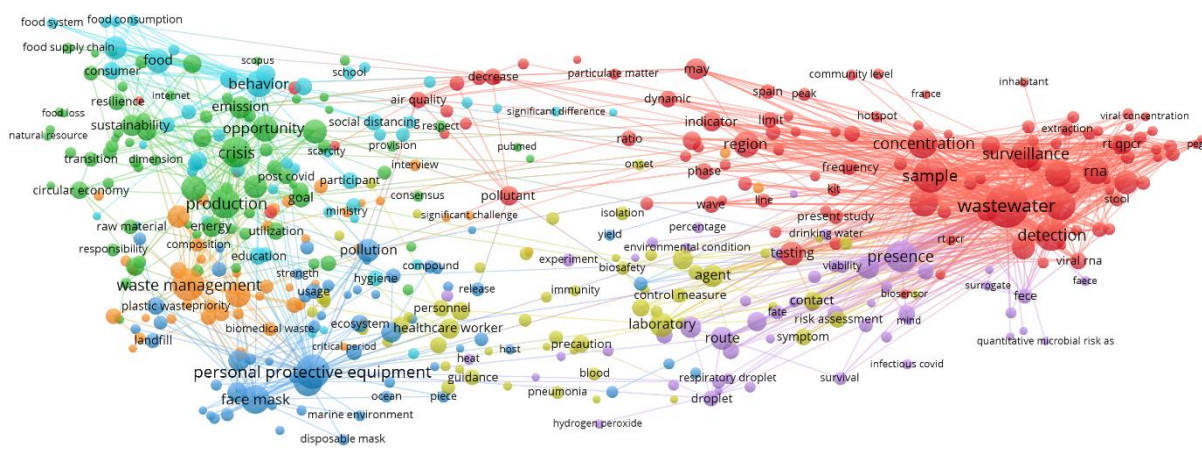 food system
food consumption
food supply chain
food
scopus
school
consumer
behavior
internet
resilience
emission
food loss
sustainability
opportunity
social distancing
natural resource
crisis
scarcity
provision
transition
dimension
post covid
participant
circular economy
goal
production
ministry
raw material
energy
utilization
responsibility
composition
education
pollution
strength
hygiene
compound
waste management
usage
plastic waste
priority
biomedical waste
ecosystem
landfill
critical period
personal protective equipment
face mask
ocean
piece
marine environment
disposable mask
decrease
air quality
respect
pubmed
interview
consensus
significant challenge
pollutant
particulate matter
may
significant difference
dynamic
spain
peak
community level
france
inhabitant
indicator
limit
hotspot
ratio
region
onset
phase
concentration
extraction
viral concentration
surveillance
rt qpcr
frequency
sample
rna
kit
wave
line
present study
wastewater
stool
drinking water
detection
rt pcr
viral rna
testing
isolation
percentage
yield
environmental condition
presence
experiment
biosafety
agent
viability
surrogate
faece
fece
release
immunity
control measure
contact
biosensor
personnel
fate
risk assessment
mind
healthcare worker
laboratory
route
symptom
quantitative microbial risk as
precaution
host
heat
guidance
blood
pneumonia
respiratory droplet
droplet
survival
infectious covid
hydrogen peroxide